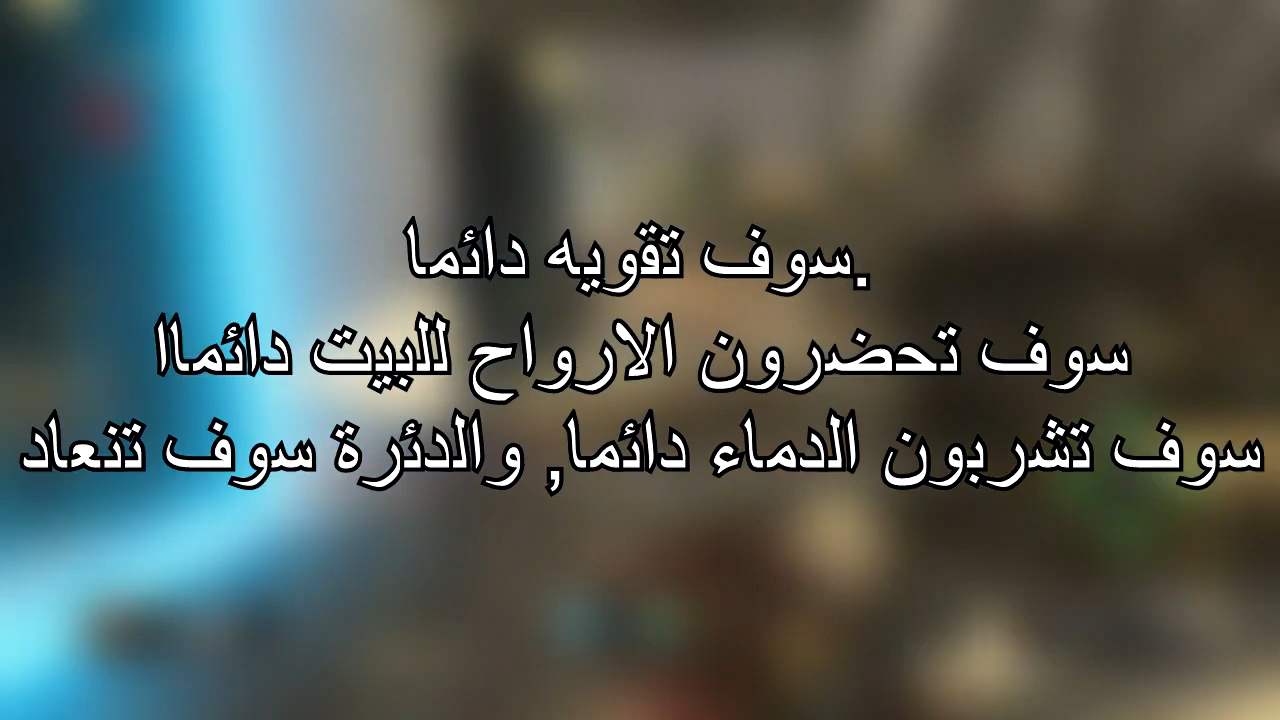 سوف تقويه دائما.
سوف تحضرون الارواح للبيت دائماا
سوف تشربون الدماء دائما, والدئرة سوف تنعاد